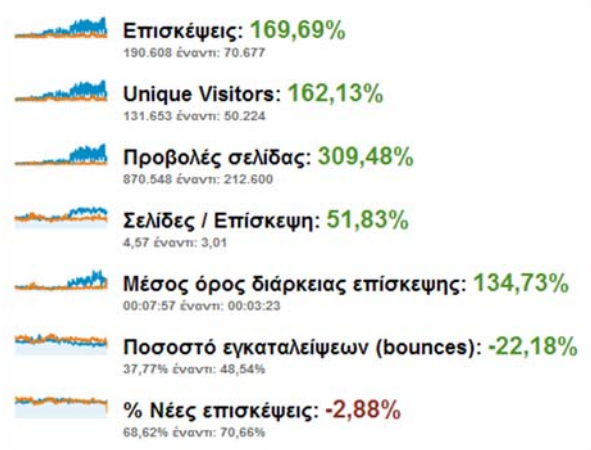 Επισκέψεις: 169,69%
190.608 έναντι: 70.677
Unique Visitors: 162,13%
131.653 έναντι: 50.224
Προβολές σελίδας: 309,48%
870.548 έναντι: 212.600
Σελίδες / Επίσκεψη: 51,83%
4,57 έναντι: 3,01
Μέσος όρος διάρκειας επίσκεψης: 134,73%
00:07:57 έναντι: 00:03:23
Ποσοστό εγκαταλείψεων (bounces): -22,18%
37,77% έναντι: 48,54%
% Νέες επισκέψεις: -2,88%
68,62% έναντι: 70,66%